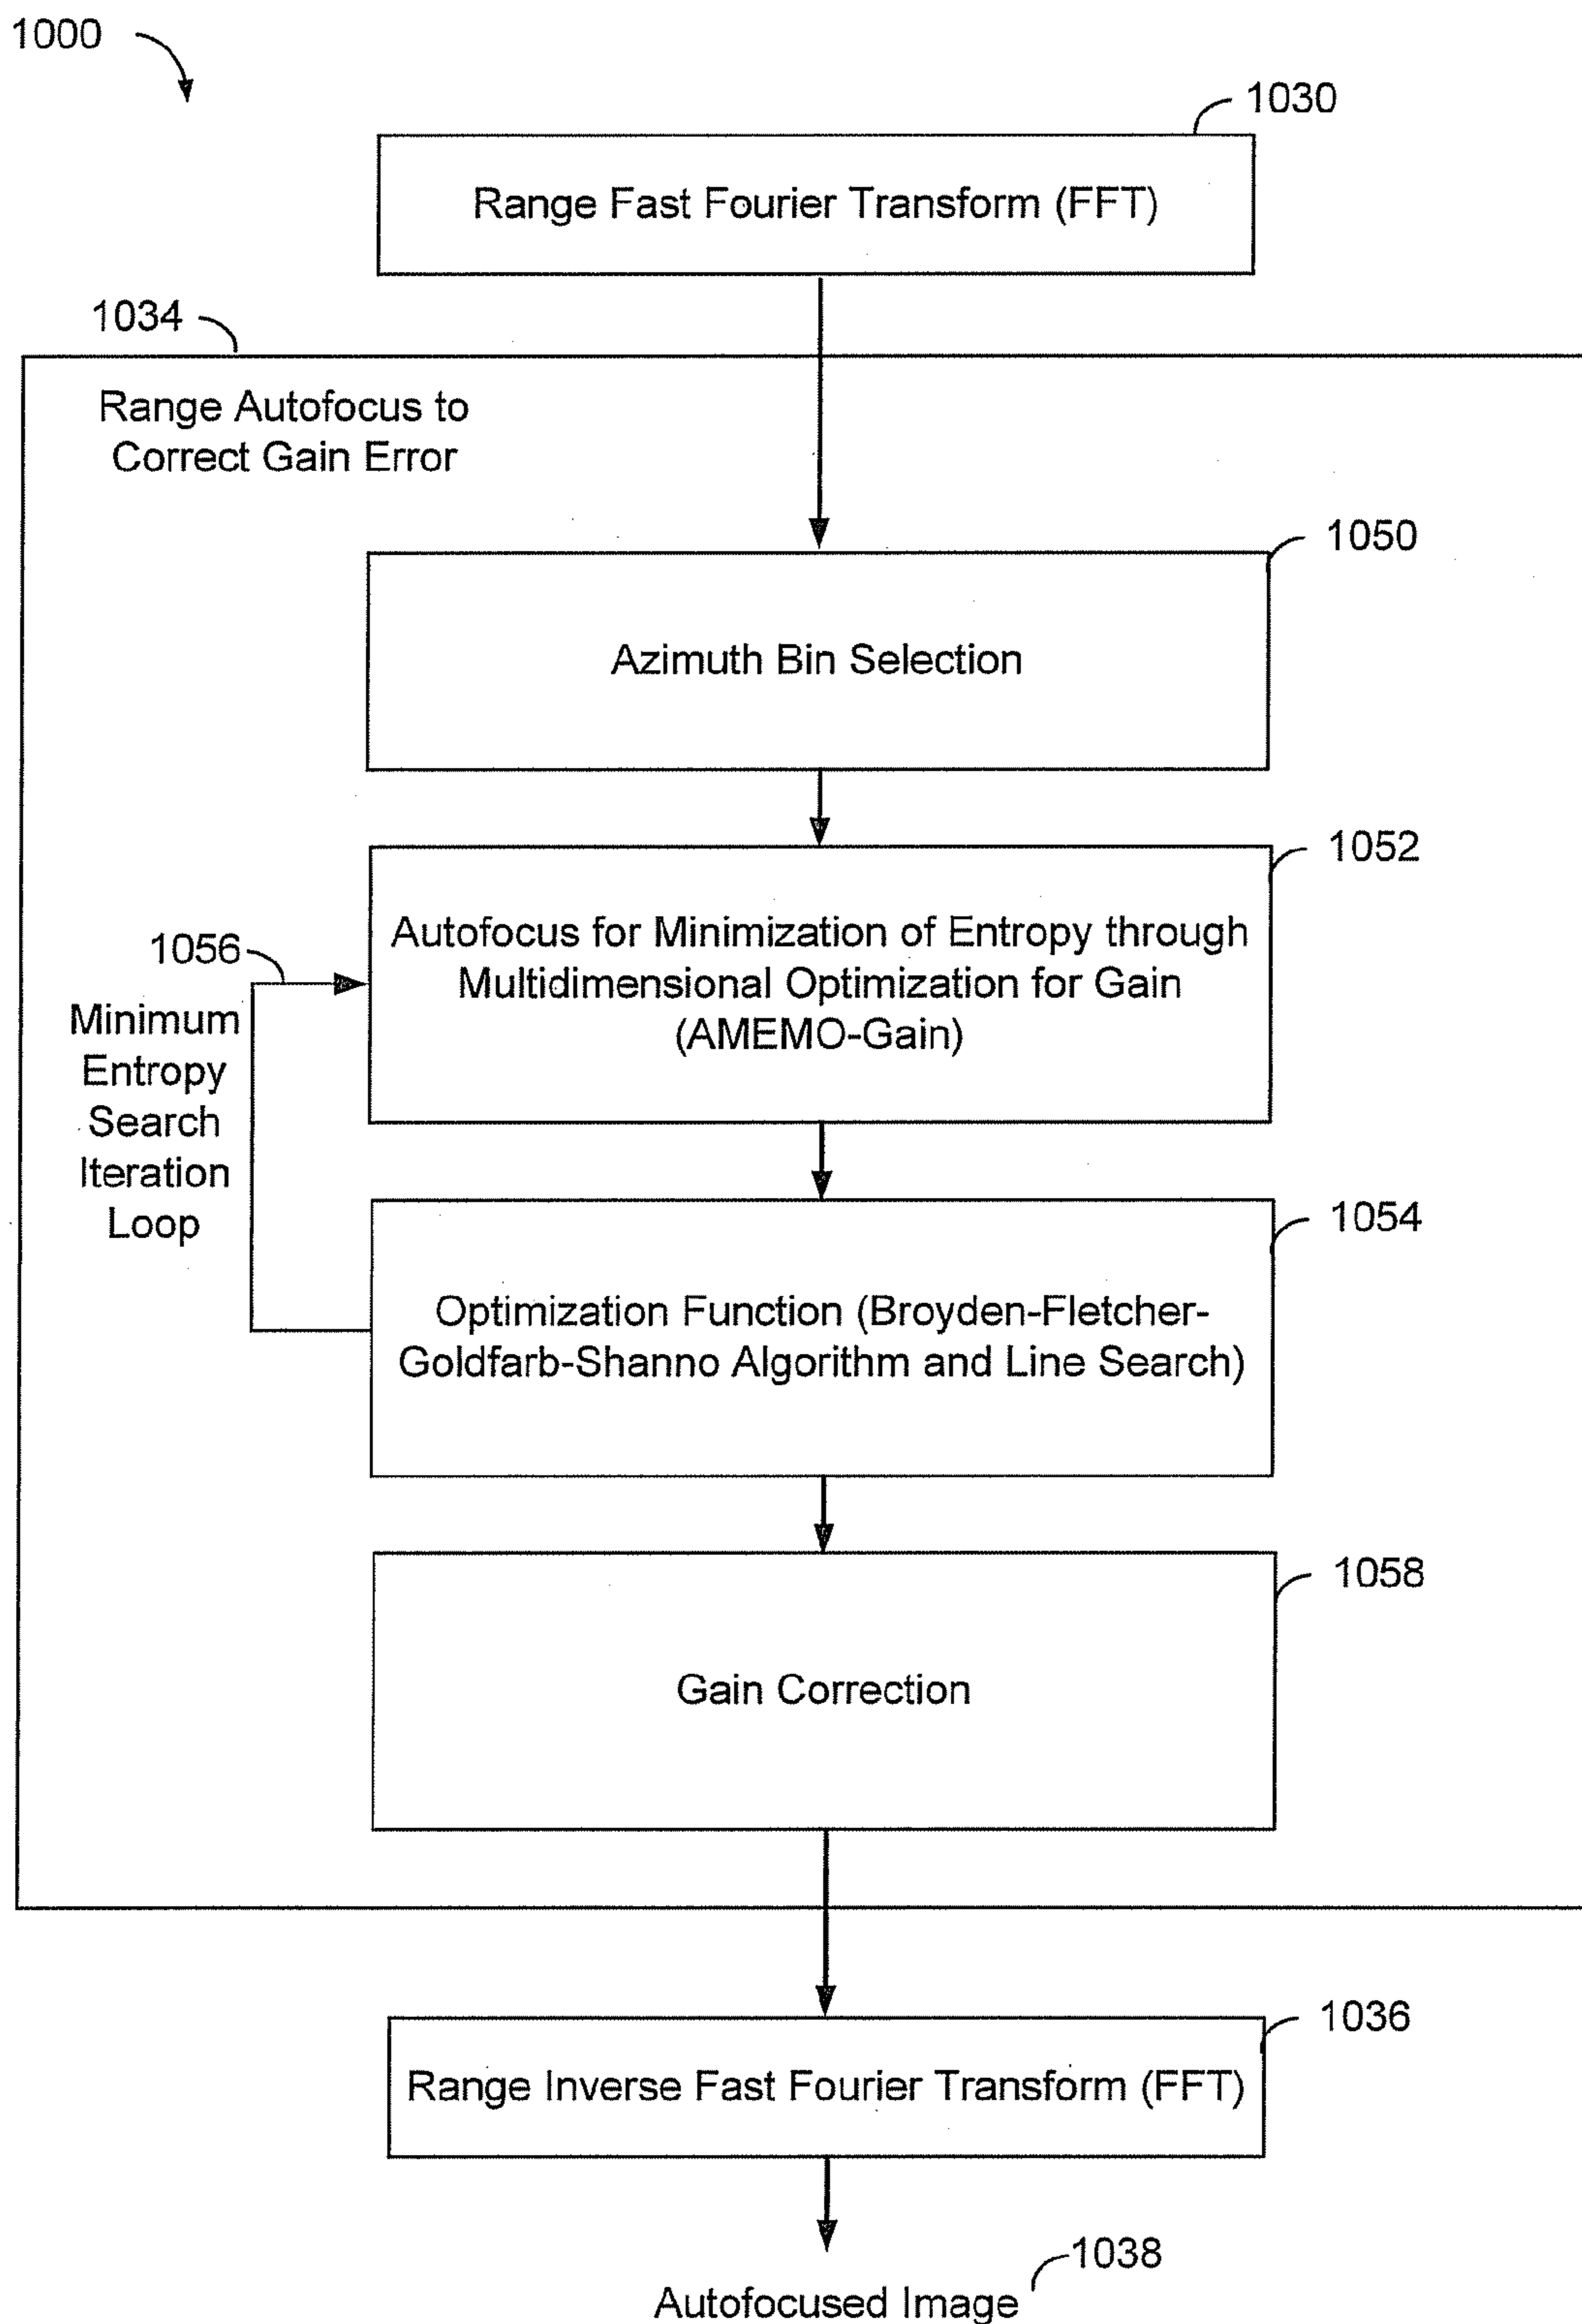 1000
1030
Range Fast Fourier Transform (FFT)
1034
Range Autofocus to
Correct Gain Error
1050
Azimuth Bin Selection
1052
Autofocus for Minimization of Entropy through
Multidimensional Optimization for Gain
(AMEMO-Gain)
1056
Minimum
Entropy
Search
Iteration
Loop
1054
Optimization Function (Broyden-Fletcher-
Goldfarb-Shanno Algorithm and Line Search)
1058
Gain Correction
1036
Range Inverse Fast Fourier Transform (FFT)
1038
Autofocused Image